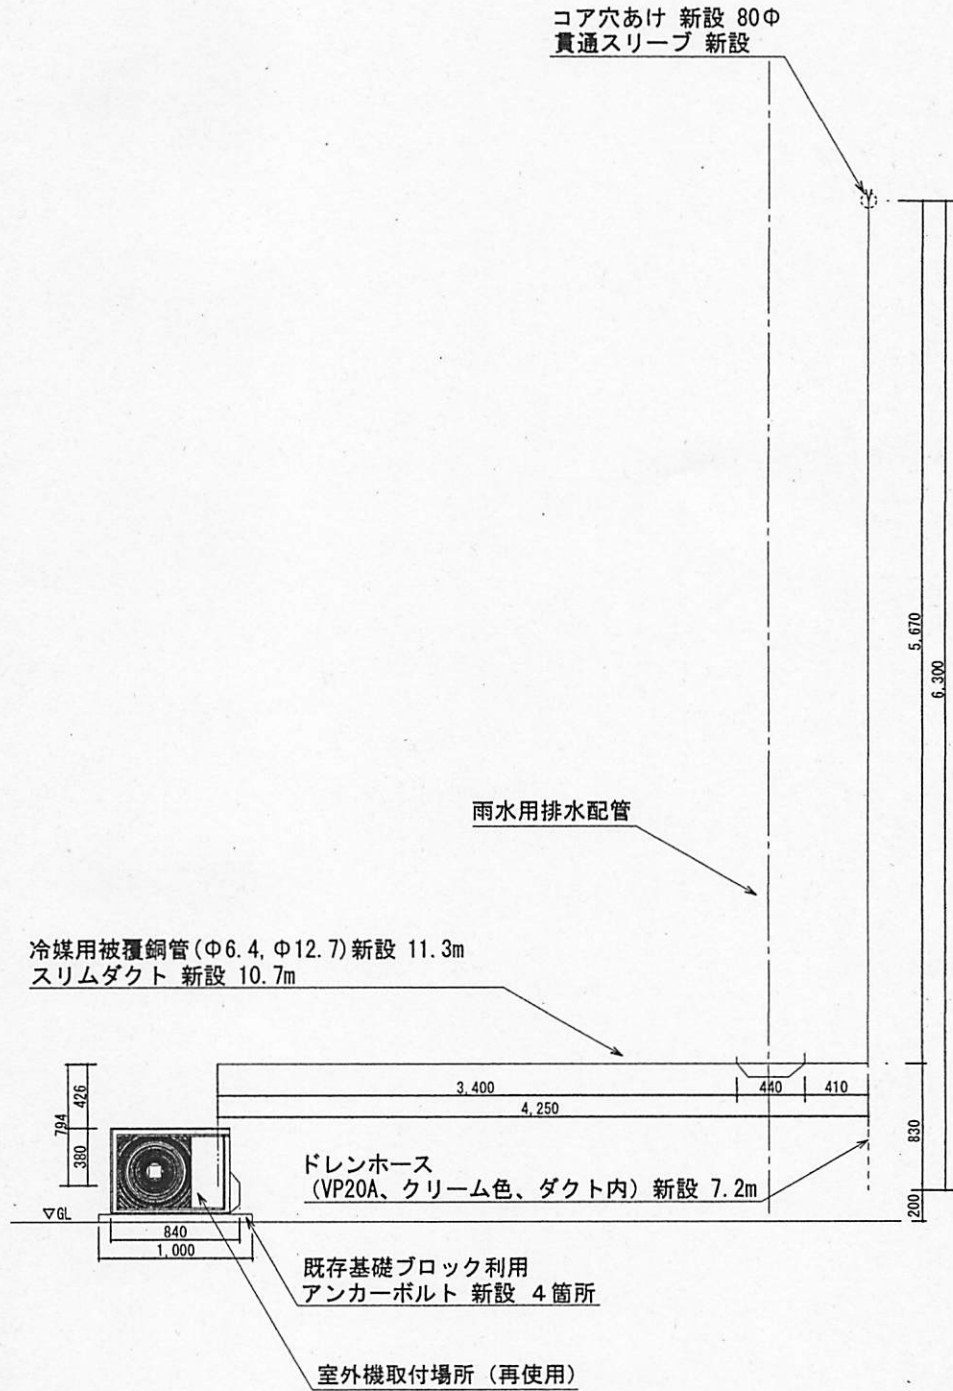 コア穴あけ 新設 80Φ
貫通スリーブ 新設
5,670
6,300
雨水用排水配管
冷媒用被覆銅管(Φ6.4,Φ12.7)新設 11.3m
スリムダクト 新設 10.7m
426
794
380
3,400
440
410
4,250
830
200
ドレンホース
(VP20A、クリーム色、ダクト内) 新設 7.2m
▽GL
840
1,000
既存基礎ブロック利用
アンカーボルト 新設 4箇所
室外機取付場所（再使用）